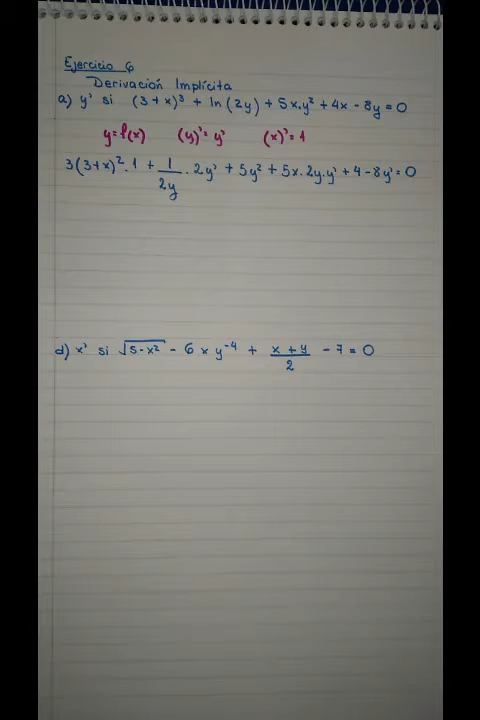 Ejercicio 6
Derivación Implícita
a) y' si (3+x)³ + ln(2y) + 5x.y² + 4x - 8y = 0
y = f(x) (y)' = y' (x)' = 1
3(3+x)².1 + 1/2y . 2y' + 5y² + 5x.2y.y' + 4 - 8y' = 0
d) x' si √5-x² - 6xy⁻⁴ + x+y/2 - 7 = 0